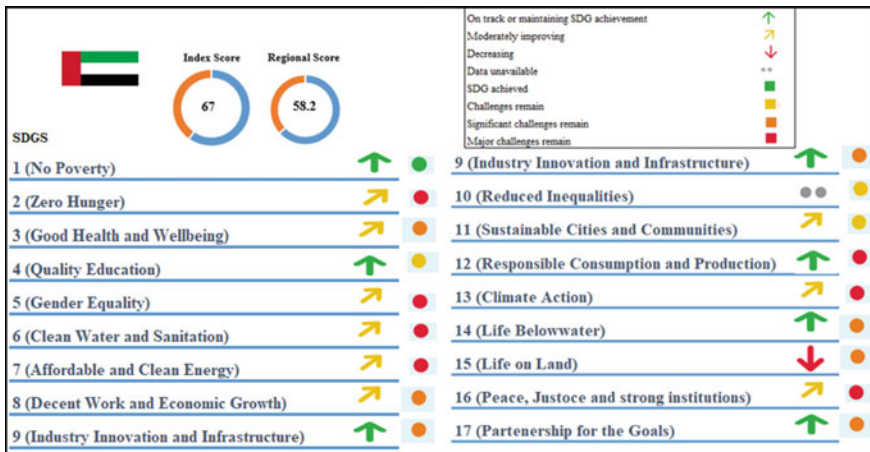 Index Score
Regional Score
67
58.2
On track or maintaining SDG achievement
Moderately improving
Decreasing
Data unavailable
SDG achieved
Challenges remain
Significant challenges remain
Major challenges remain
SDGS
1 (No Poverty)
2 (Zero Hunger)
3 (Good Health and Wellbeing)
4 (Quality Education)
5 (Gender Equality)
6 (Clean Water and Sanitation)
7 (Affordable and Clean Energy)
8 (Decent Work and Economic Growth)
9 (Industry Innovation and Infrastructure)
9 (Industry Innovation and Infrastructure)
10 (Reduced Inequalities)
11 (Sustainable Cities and Communities)
12 (Responsible Consumption and Production)
13 (Climate Action)
14 (Life Belowwater)
15 (Life on Land)
16 (Peace, Justoce and strong institutions)
17 (Partenership for the Goals)